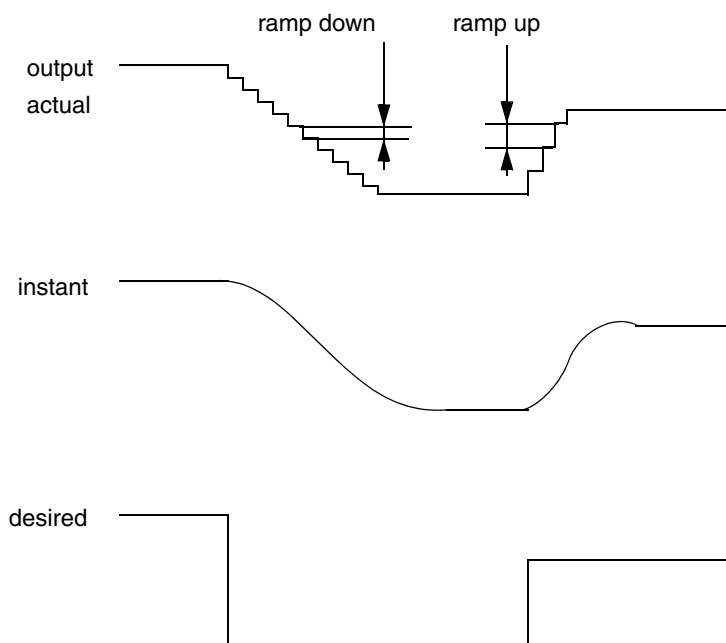 ramp down
ramp up
output
actual
instant
desired